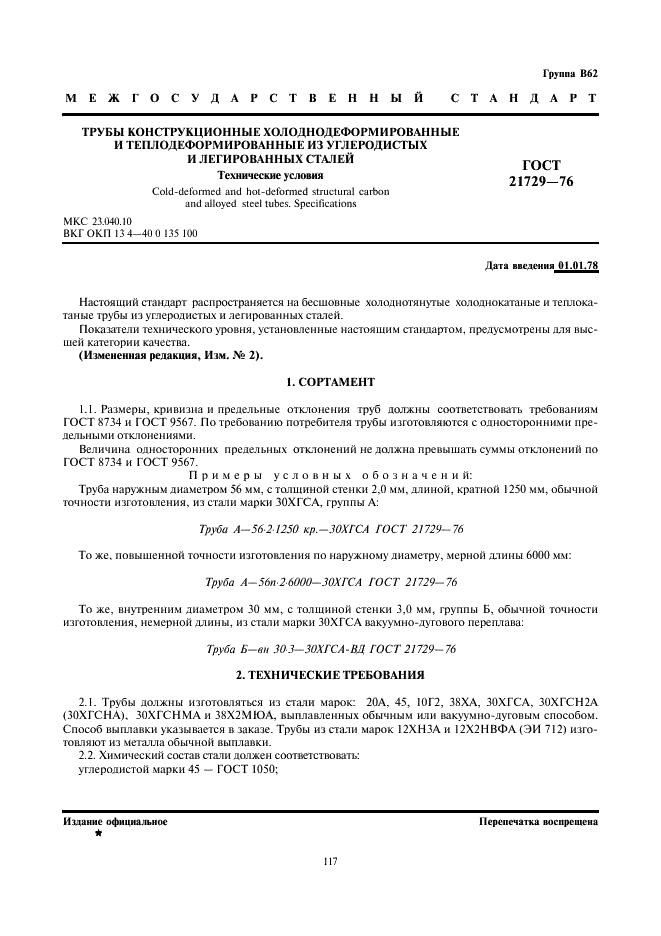 Группа В62
МЕЖГОСУДАРСТВЕННЫЙ СТАНДАРТ
ТРУБЫ КОНСТРУКЦИОННЫЕ ХОЛОДНОДЕФОРМИРОВАННЫЕ
И ТЕПЛОДЕФОРМИРОВАННЫЕ ИЗ УГЛЕРОДИСТЫХ
И ЛЕГИРОВАННЫХ СТАЛЕЙ
Технические условия
Cold-deformed and hot-deformed structural carbon
and alloyed steel tubes. Specifications
ГОСТ
21729—76
МКС 23.040.10
ВКГ ОКП 13 4—40 0 135 100
Дата введения 01.01.78
Настоящий стандарт распространяется на бесшовные холоднотянутые холоднокатаные и теплока-
таные трубы из углеродистых и легированных сталей.
Показатели технического уровня, установленные настоящим стандартом, предусмотрены для выс-
шей категории качества.
(Измененная редакция, Изм. № 2).
1. СОРТАМЕНТ
1.1. Размеры, кривизна и предельные отклонения труб должны соответствовать требованиям
ГОСТ 8734 и ГОСТ 9567. По требованию потребителя трубы изготовляются с односторонними пре-
дельными отклонениями.
Величина односторонних предельных отклонений не должна превышать суммы отклонений по
ГОСТ 8734 и ГОСТ 9567.
Примеры условных обозначений:
Труба наружным диаметром 56 мм, с толщиной стенки 2,0 мм, длиной, кратной 1250 мм, обычной
точности изготовления, из стали марки 30ХГСА, группы А:
Труба А—56·2·1250 кр.—30ХГСА ГОСТ 21729—76
То же, повышенной точности изготовления по наружному диаметру, мерной длины 6000 мм:
Труба А—56п·2·6000—30ХГСА ГОСТ 21729—76
То же, внутренним диаметром 30 мм, с толщиной стенки 3,0 мм, группы Б, обычной точности
изготовления, немерной длины, из стали марки 30ХГСА вакуумно-дугового переплава:
Труба Б—вн 30·3—30ХГСА-ВД ГОСТ 21729—76
2. ТЕХНИЧЕСКИЕ ТРЕБОВАНИЯ
2.1. Трубы должны изготовляться из стали марок: 20А, 45, 10Г2, 38ХА, 30ХГСА, 30ХГСН2А
(30ХГСНА), 30ХГСНМА и 38Х2МЮА, выплавленных обычным или вакуумно-дуговым способом.
Способ выплавки указывается в заказе. Трубы из стали марок 12ХН3А и 12Х2НВФА (ЭИ 712) изго-
товляют из металла обычной выплавки.
2.2. Химический состав стали должен соответствовать:
углеродистой марки 45 — ГОСТ 1050;
Издание официальное
Перепечатка воспрещена
★
117